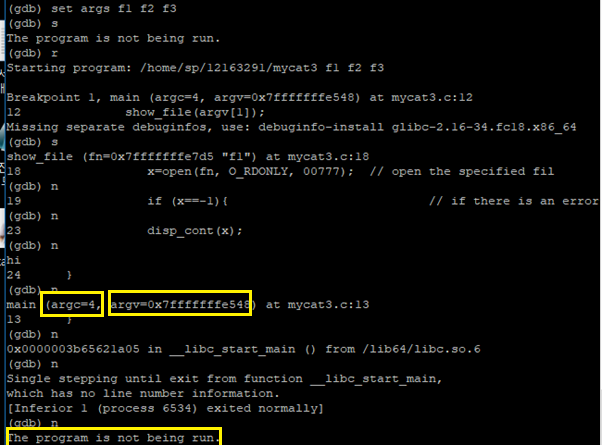 (gdb) set args f1 f2 f3
(gdb) s
The program is not being run.
(gdb) r
Starting program: /home/sp/12163291/mycat3 f1 f2 f3
Breakpoint 1, main (argc=4, argv=0x7fffffffe548) at mycat3.c:12
12 show_file(argv[1]);
Missing separate debuginfos, use: debuginfo-install glibc-2.16-34.fc18.x86_64
(gdb) s
show_file (fn=0x7fffffffe7d5 "f1") at mycat3.c:18
18 x=open(fn, O_RDONLY, 00777); // open the specified fil
(gdb) n
19 if (x==-1){ // if there is an error
(gdb) n
23 disp_cont(x);
(gdb) n
hi
24 }
(gdb) n
main (argc=4, argv=0x7fffffffe548) at mycat3.c:13
13 }
(gdb) n
0x0000003b65621a05 in __libc_start_main () from /lib64/libc.so.6
(gdb) n
Single stepping until exit from function __libc_start_main,
which has no line number information.
[Inferior 1 (process 6534) exited normally]
(gdb) n
The program is not being run.